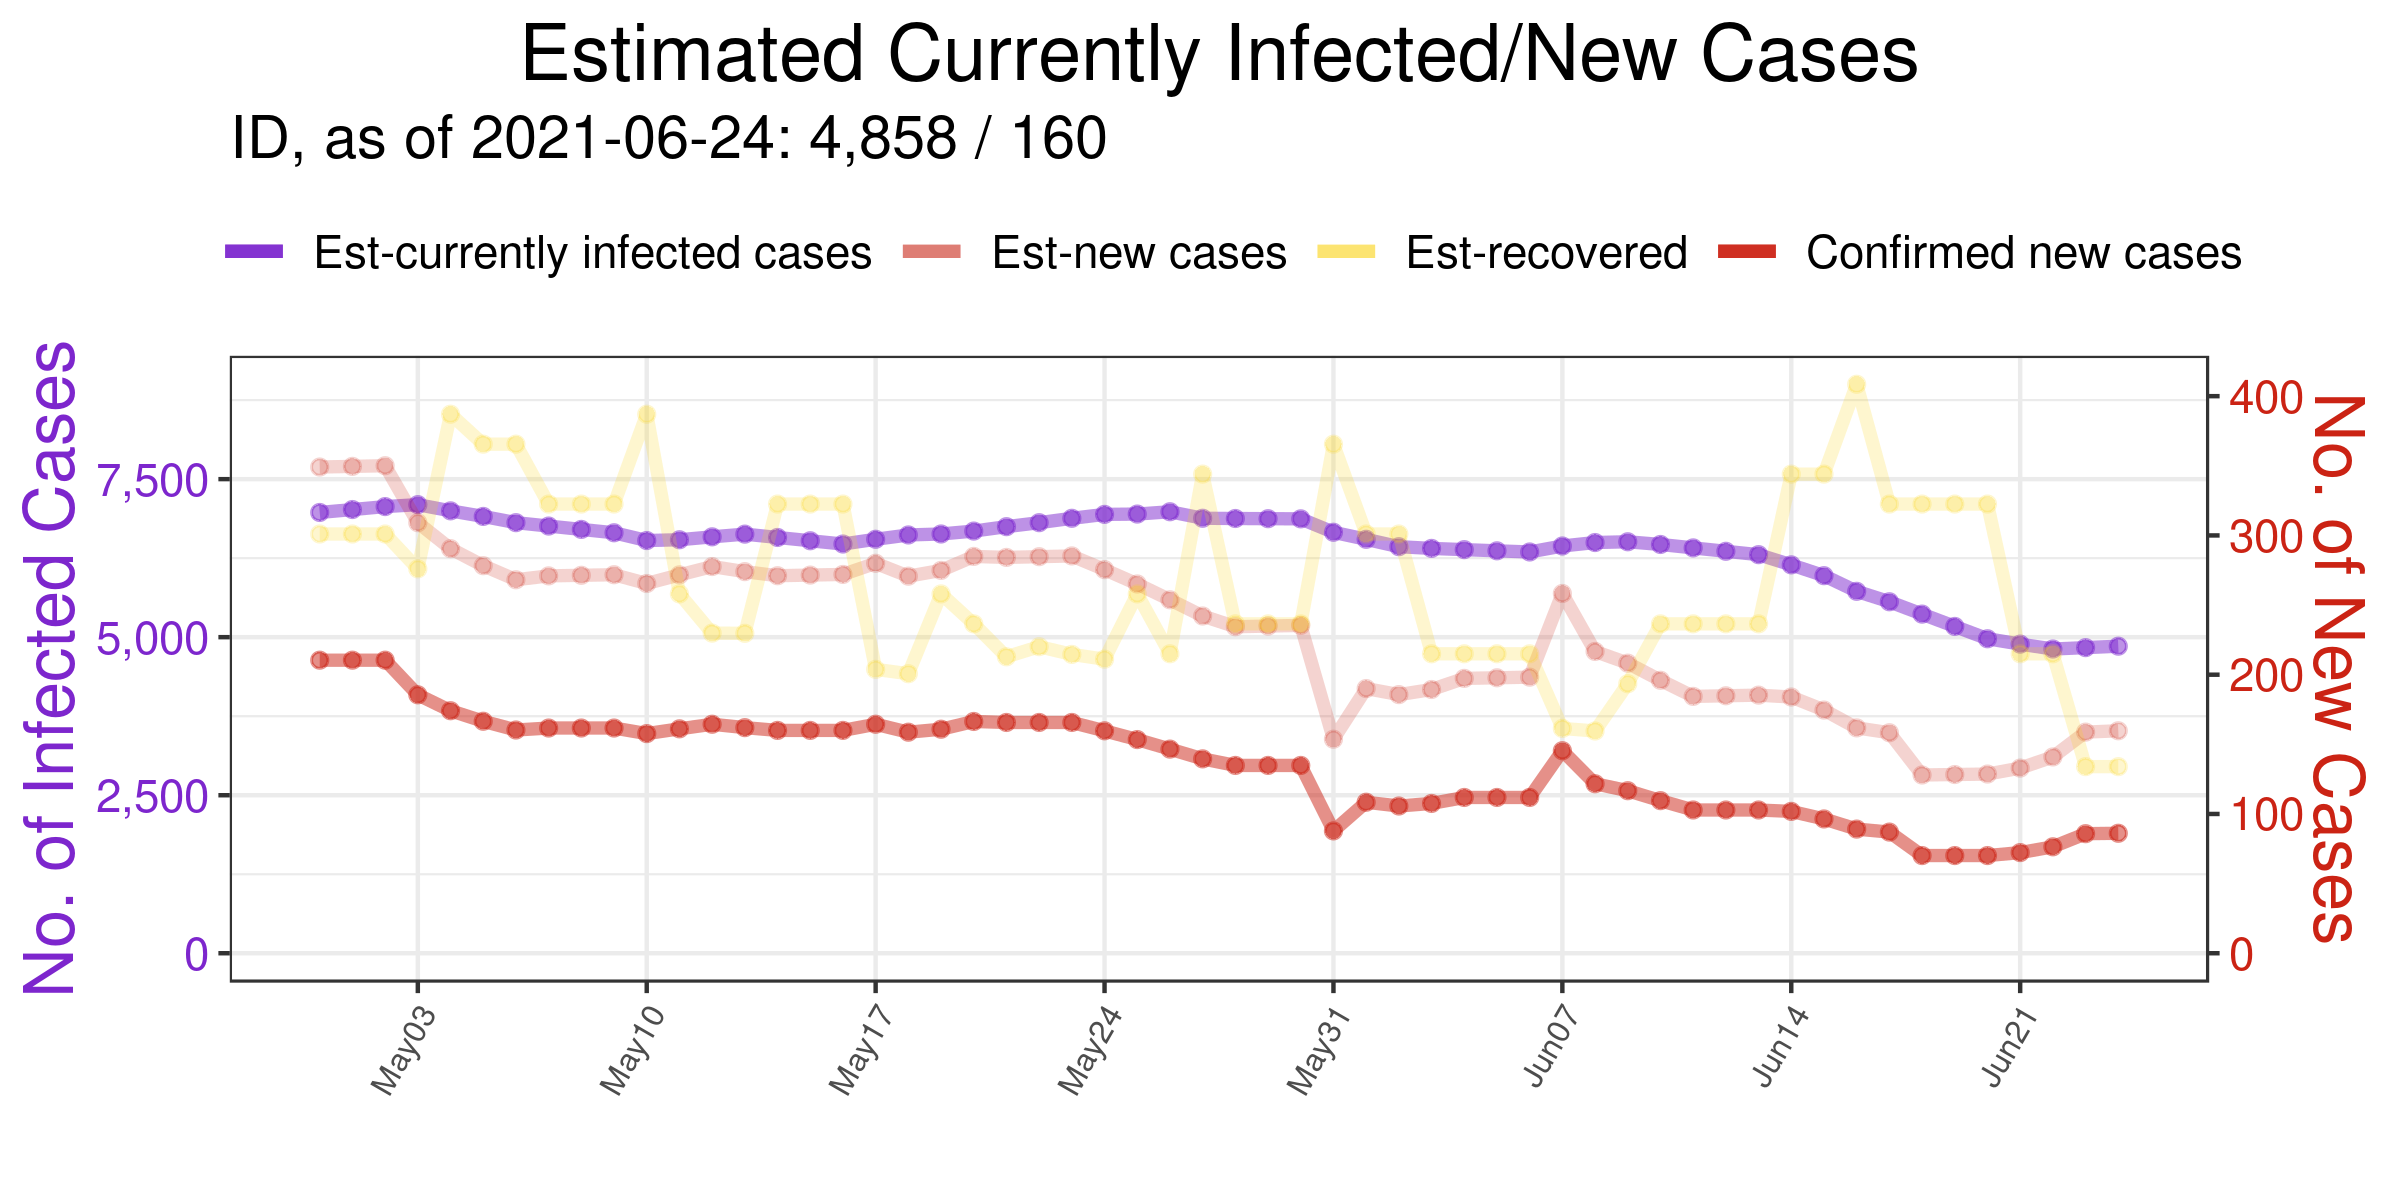 Estimated Currently Infected/New Cases
ID, as of 2021-06-24: 4,858 / 160
Est-currently infected cases Est-new cases Est-recovered Confirmed new cases
No. of Infected Cases
7,500
5,000
2,500
0
400
300
200
100
0
No. of New Cases
May03 May10 May17 May24 May31 Jun07 Jun14 Jun21